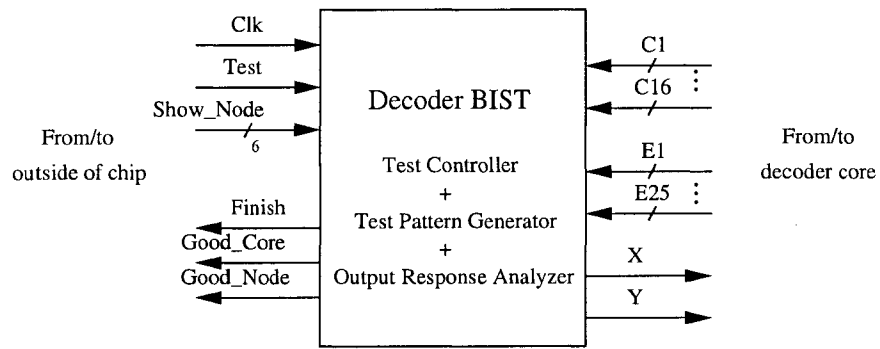 Clk
Test
Show_Node
6
From/to
outside of chip
Finish
Good_Core
Good_Node
Decoder BIST
Test Controller
+
Test Pattern Generator
+
Output Response Analyzer
C1
C16
E1
E25
X
Y
From/to
decoder core